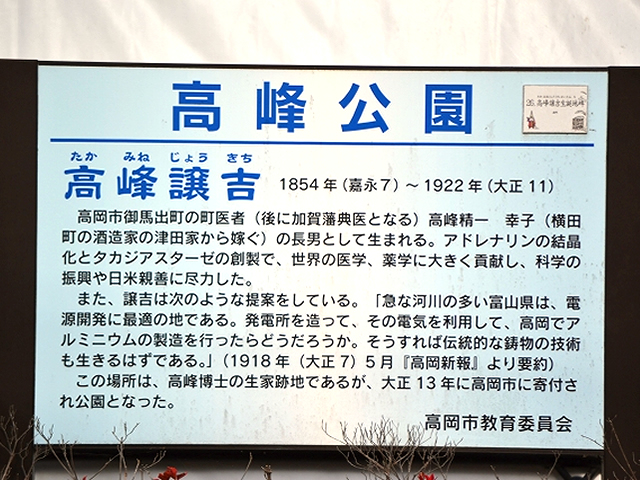 高峰公園
26. 高峰譲吉生誕地碑
たか みね じょう きち
高峰譲吉 1854年(嘉永7)~1922年(大正11)
高岡市御馬出町の町医者(後に加賀藩典医となる)高峰精一 幸子(横田
町の酒造家の津田家から嫁ぐ)の長男として生まれる。アドレナリンの結晶
化とタカジアスターゼの創製で、世界の医学、薬学に大きく貢献し、科学の
振興や日米親善に尽力した。
また、譲吉は次のような提案をしている。「急な河川の多い富山県は、電
源開発に最適の地である。発電所を造って、その電気を利用して、高岡でア
ルミニウムの製造を行ったらどうだろうか。そうすれば伝統的な鋳物の技術
も生きるはずである。」(1918年(大正7)5月『高岡新報』より要約)
この場所は、高峰博士の生家跡地であるが、大正13年に高岡市に寄付さ
れ公園となった。
高岡市教育委員会